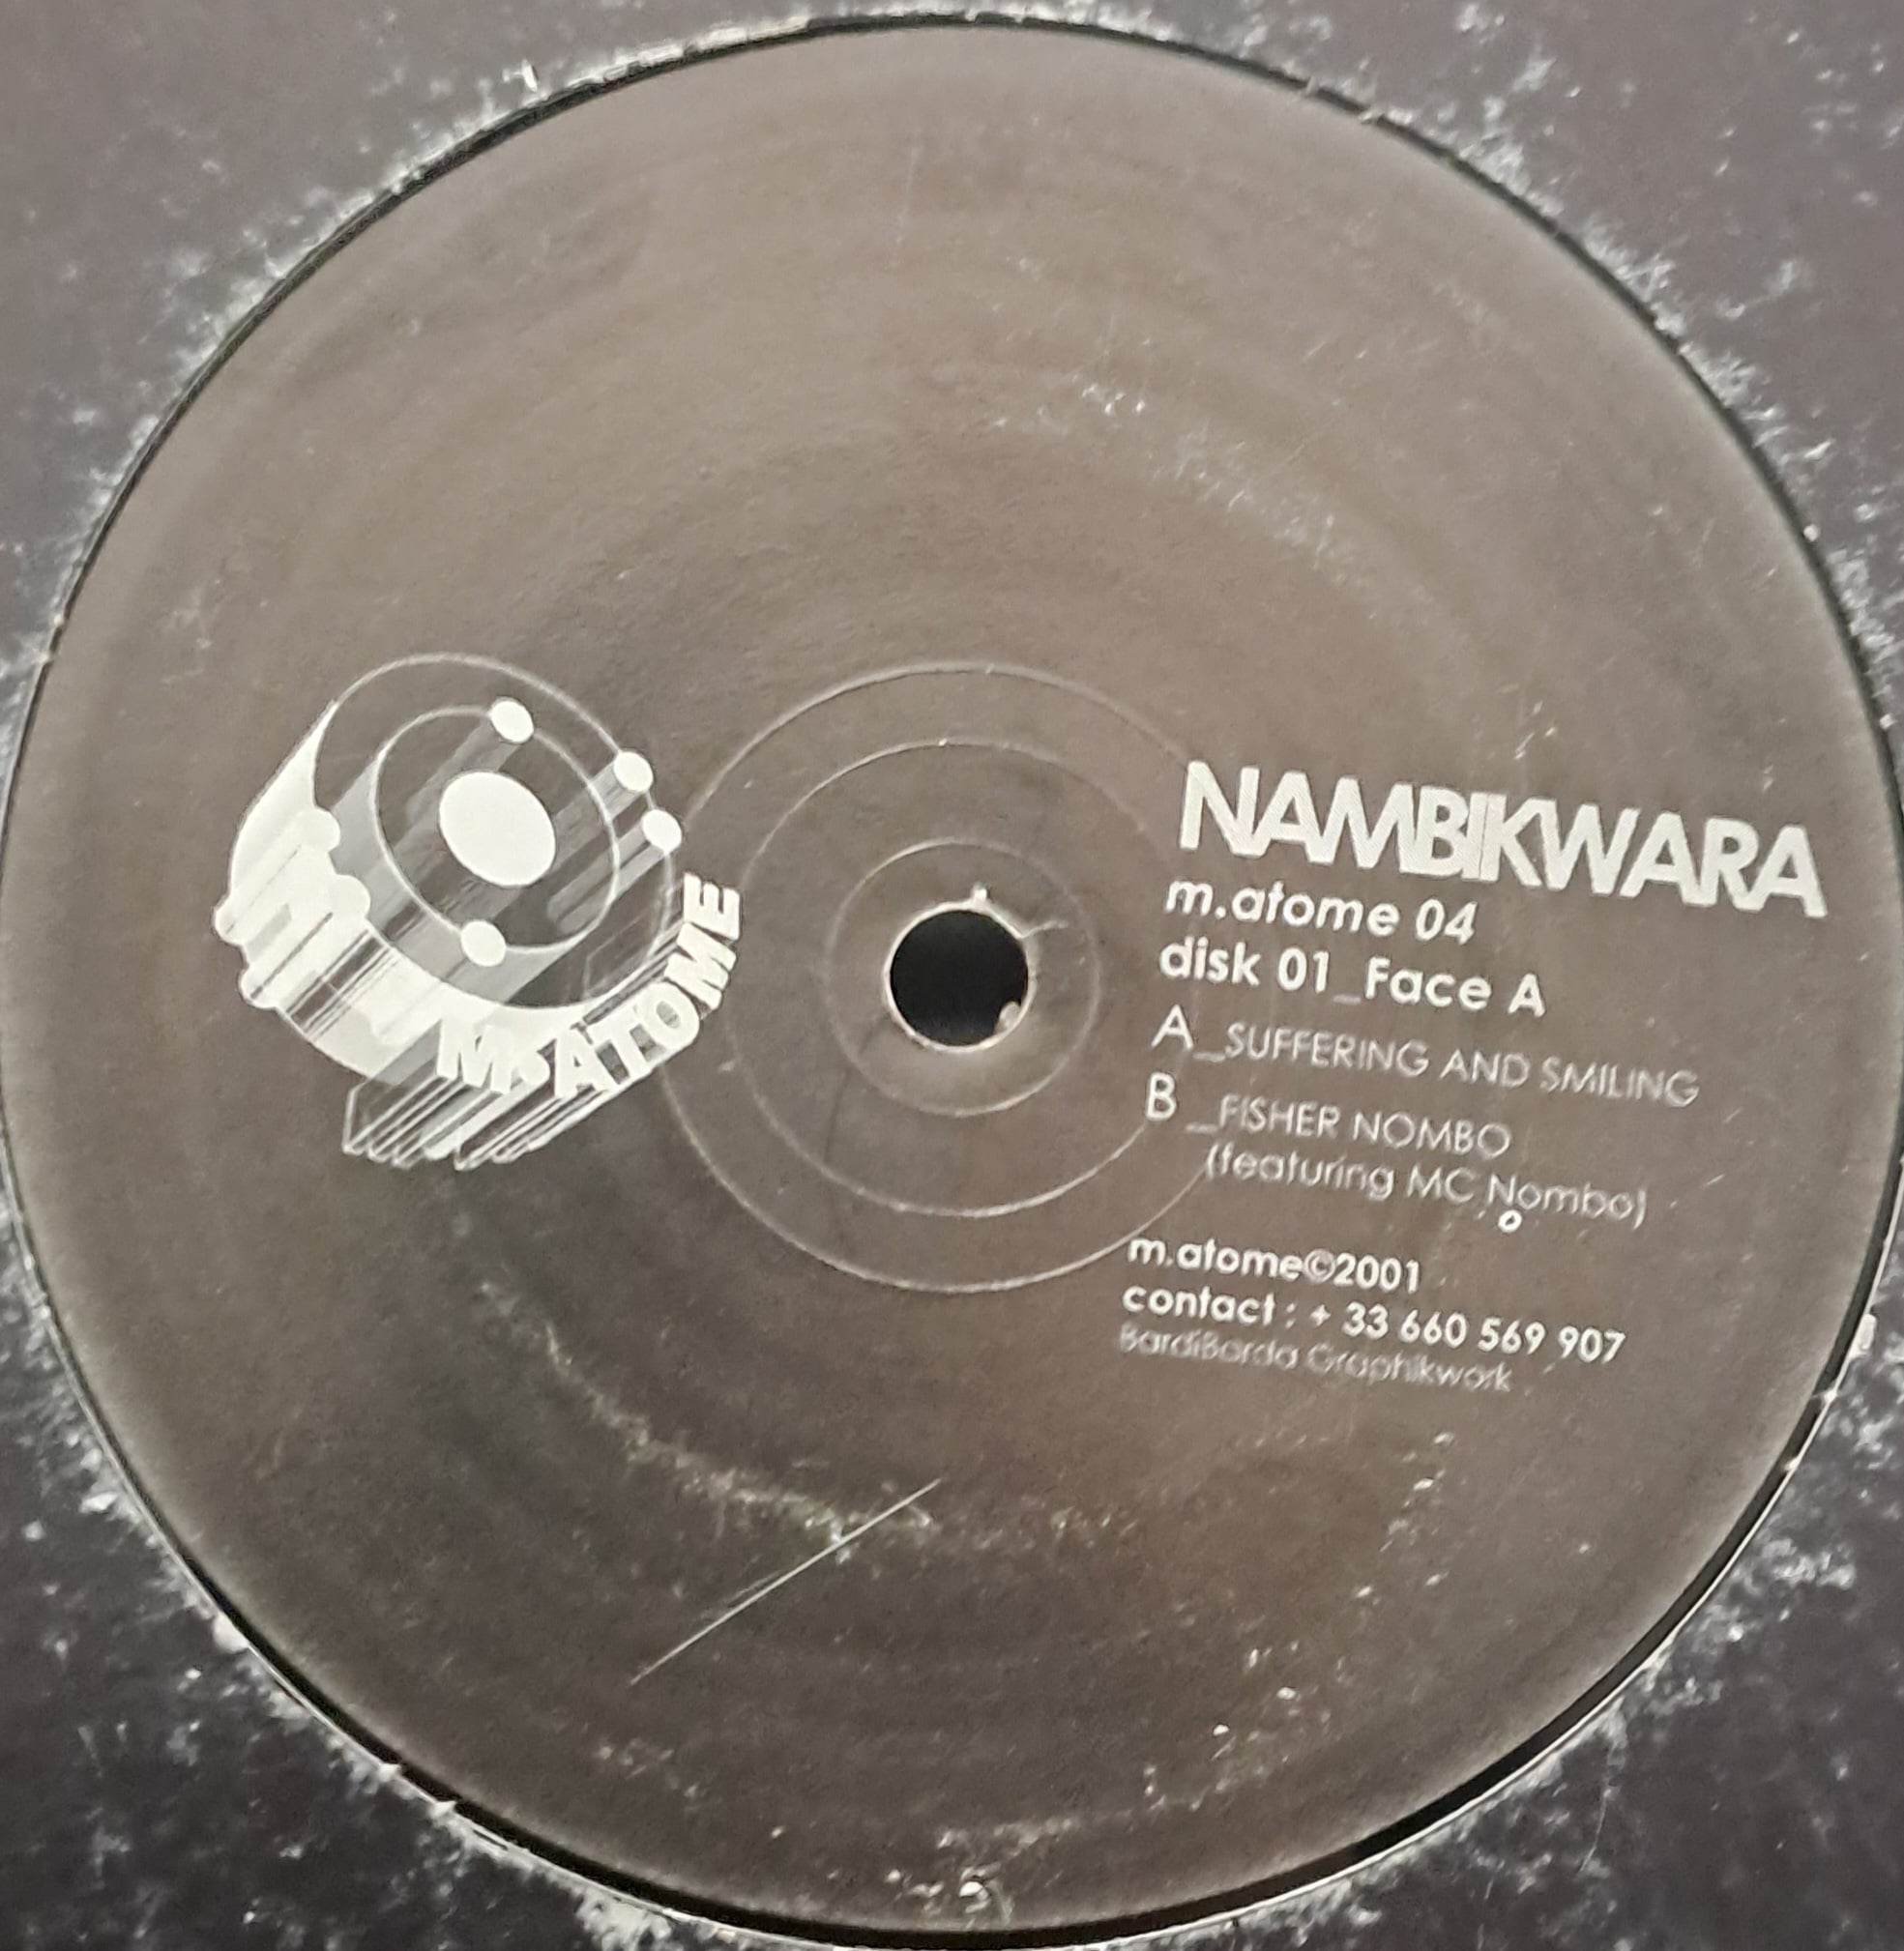 M.ATOME
NAMBIKWARA
m.atome 04
disk 01_Face A
A_SUFFERING AND SMILING
B_FISHER NOMBO
(featuring MC Nombo)
m.atome©2001
contact : + 33 660 569 907
BardiBarda Graphikwork